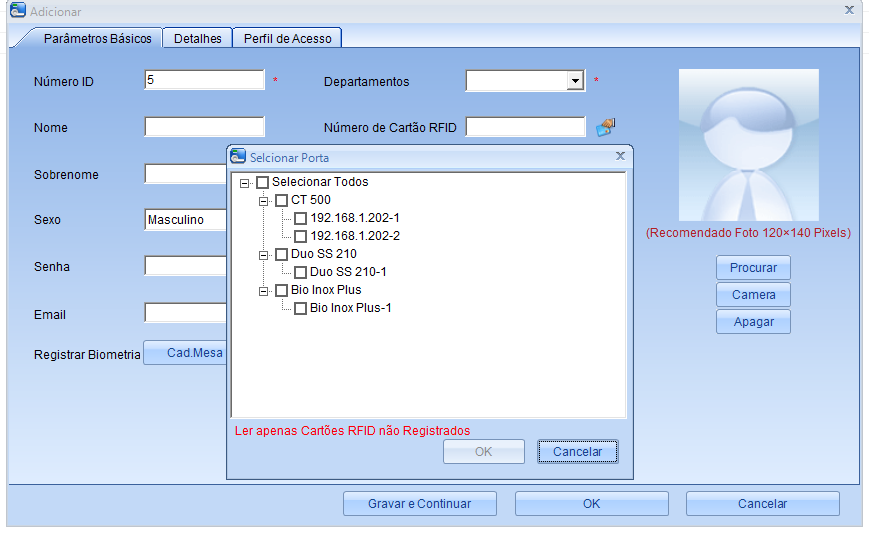 Adicionar
Parâmetros Básicos Detalhes Perfil de Acesso
Número ID 5 * Departamentos *
Nome Número de Cartão RFID
Sobrenome
Sexo Masculino
Senha
Email
Registrar Biometria Cad.Mesa
Selcionar Porta
Selecionar Todos
CT 500
192.168.1.202-1
192.168.1.202-2
Duo SS 210
Duo SS 210-1
Bio Inox Plus
Bio Inox Plus-1
Ler apenas Cartões RFID não Registrados
OK Cancelar
(Recomendado Foto 120×140 Pixels)
Procurar
Camera
Apagar
Gravar e Continuar OK Cancelar